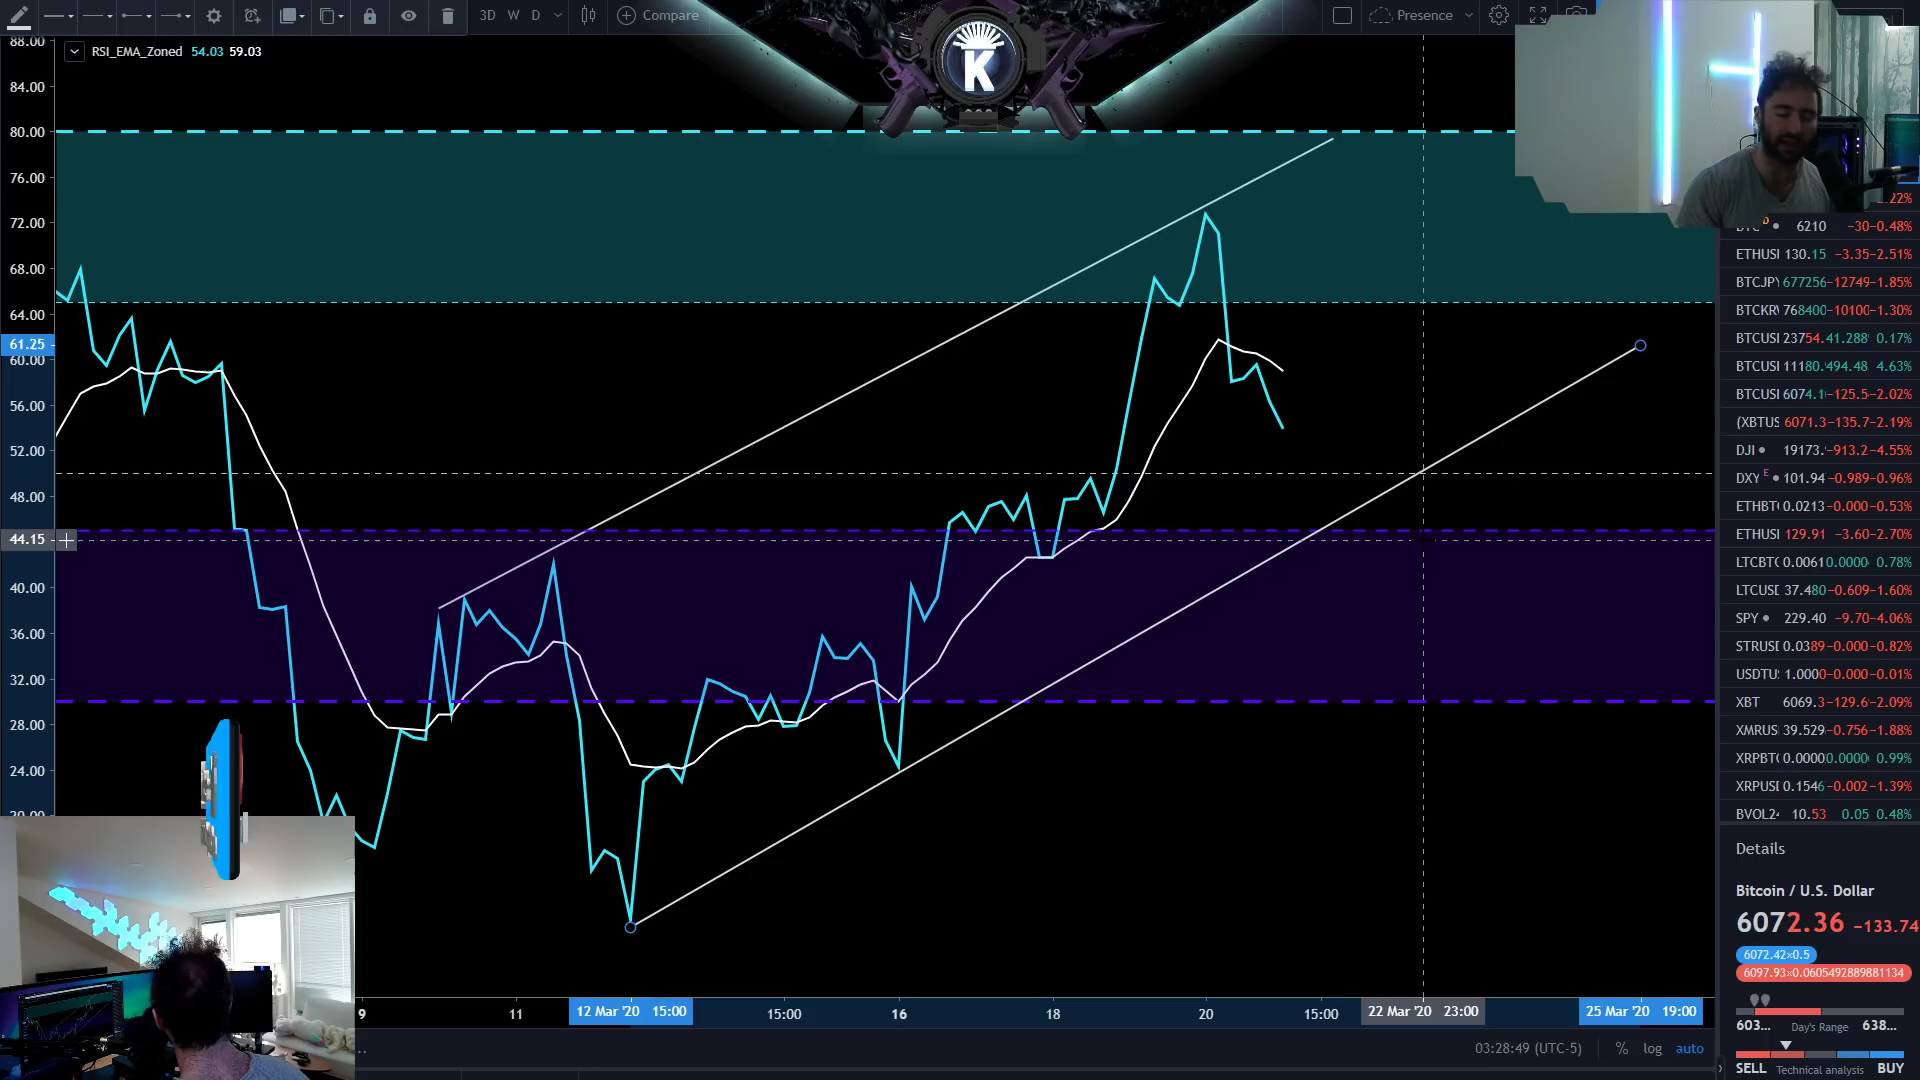 3D W D Compare Presence
K
RSI_EMA_Zoned 54.03 59.03
88.00
84.00
80.00
76.00
72.00
68.00
64.00
61.25
60.00
56.00
52.00
48.00
44.15
40.00
36.00
32.00
28.00
24.00
2.22%
BTC D 6210 −30 −0.48%
ETHUSI 130.15 −3.35 −2.51%
BTCJPY 677256 −12749 −1.85%
BTCKRW 768400 −10100 −1.30%
BTCUSI 23754. 41.288 0.17%
BTCUSI 11180. 494.48 4.63%
BTCUSI 6074.1 −125.5 −2.02%
(XBTUS 6071.3 −135.7 −2.19%
DJI 19173. −913.2 −4.55%
DXY E 101.94 −0.989 −0.96%
ETHBT 0.0213 −0.000 −0.53%
ETHUSI 129.91 −3.60 −2.70%
LTCBT 0.0061 0.0000 0.78%
LTCUSD 37.480 −0.609 −1.60%
SPY 229.40 −9.70 −4.06%
STRUSD 0.0389 −0.000 −0.82%
USDTU 1.0000 −0.000 −0.01%
XBT 6069.3 −129.6 −2.09%
XMRUS 39.529 −0.756 −1.88%
XRPBT 0.0000 0.0000 0.99%
XRPUSI 0.1546 −0.002 −1.39%
BVOL24 10.53 0.05 0.48%
Details
Bitcoin / U.S. Dollar
6072.36 −133.74
6072.42×0.5
6097.93×0.0605492889881134
603... Day's Range 638...
SELL Technical analysis BUY
9 11 12 Mar '20 15:00 15:00 16 18 20 15:00 22 Mar '20 23:00 25 Mar '20 19:00
03:28:49 (UTC-5) % log auto